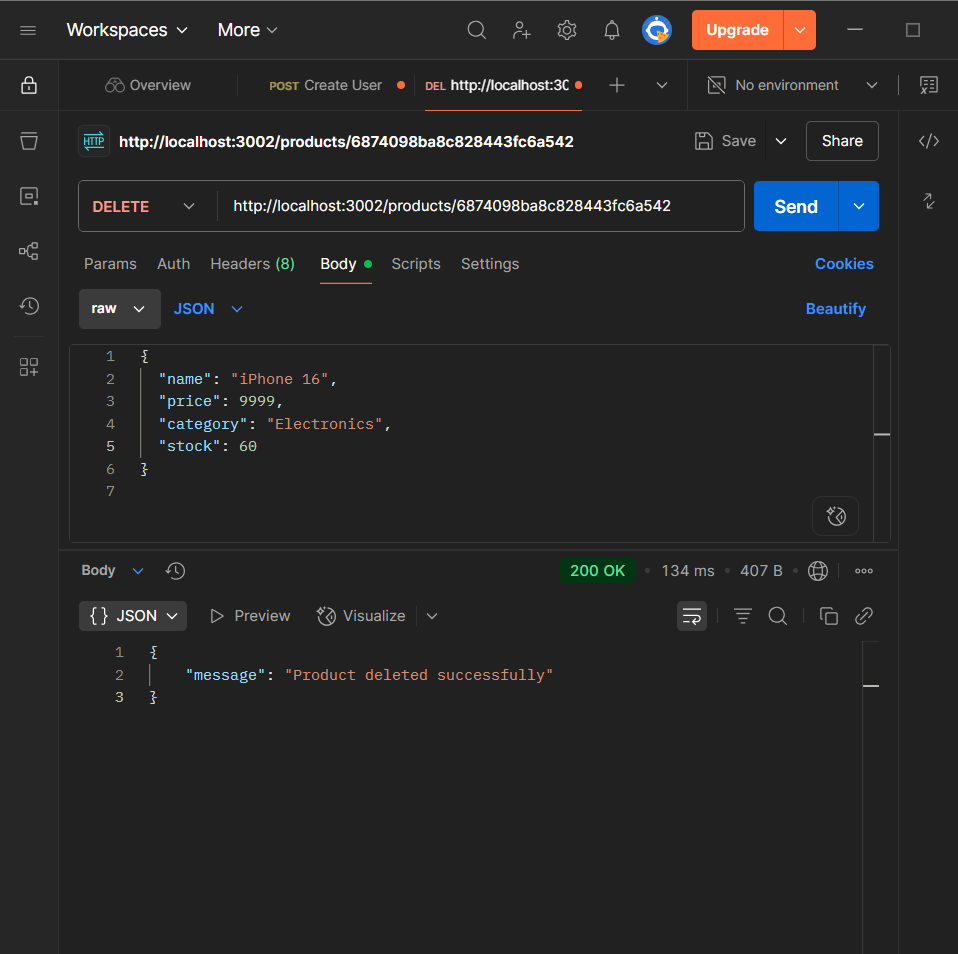 Workspaces More Upgrade
Overview POST Create User DEL http://localhost:30 No environment
HTTP http://localhost:3002/products/6874098ba8c828443fc6a542 Save Share
DELETE http://localhost:3002/products/6874098ba8c828443fc6a542 Send
Params Auth Headers (8) Body Scripts Settings Cookies
raw JSON Beautify
1 {
2 "name": "iPhone 16",
3 "price": 9999,
4 "category": "Electronics",
5 "stock": 60
6 }
7
Body 200 OK • 134 ms • 407 B •
{} JSON Preview Visualize
1 {
2 "message": "Product deleted successfully"
3 }